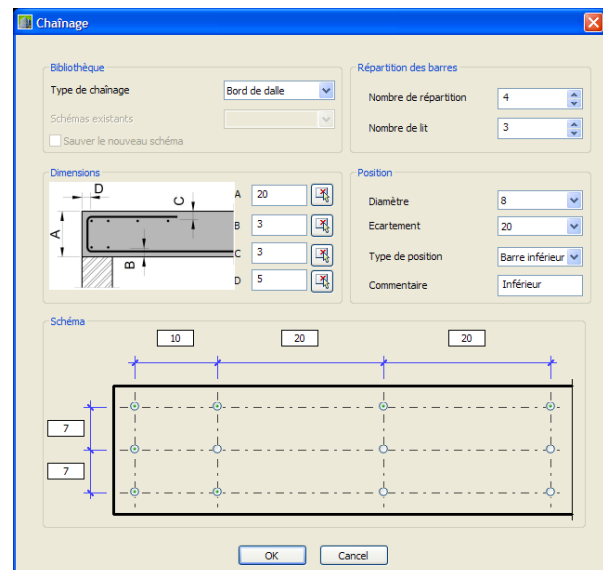 Chaînage
Bibliothèque
Type de chaînage
Bord de dalle
Schémas existants
Sauver le nouveau schéma
Répartition des barres
Nombre de répartition
4
Nombre de lit
3
Dimensions
D
C
A
B
A
20
B
3
C
3
D
5
Position
Diamètre
8
Ecartement
20
Type de position
Barre inférieur
Commentaire
Inférieur
Schéma
10
20
20
7
7
OK
Cancel